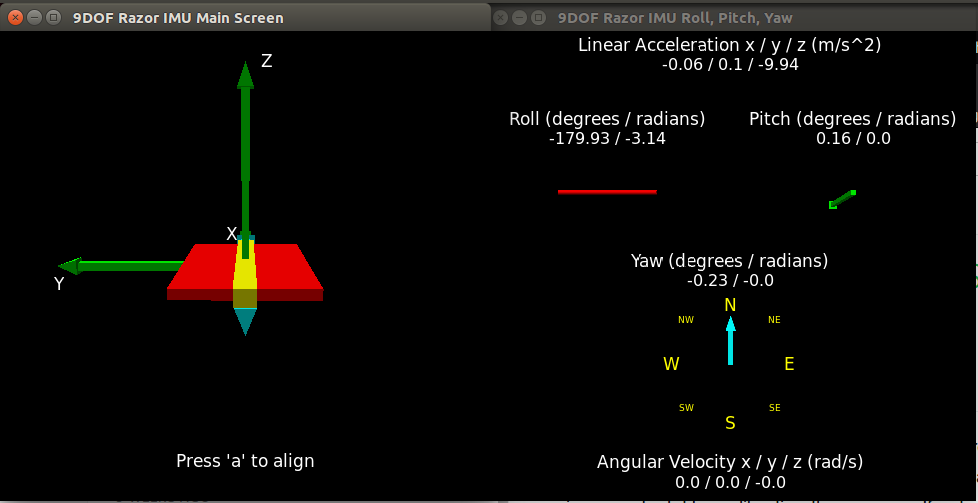 9DOF Razor IMU Main Screen
Z
X
Y
Press 'a' to align
9DOF Razor IMU Roll, Pitch, Yaw
Linear Acceleration x / y / z (m/s^2)
-0.06 / 0.1 / -9.94
Roll (degrees / radians)
-179.93 / -3.14
Pitch (degrees / radians)
0.16 / 0.0
Yaw (degrees / radians)
-0.23 / -0.0
N
NW NE
W E
SW SE
S
Angular Velocity x / y / z (rad/s)
0.0 / 0.0 / -0.0